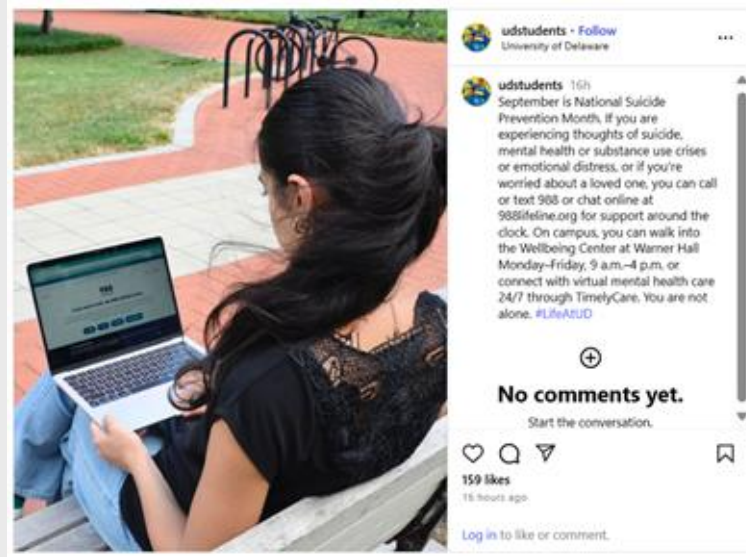 udstudents • Follow
University of Delaware
udstudents 16h
September is National Suicide
Prevention Month. If you are
experiencing thoughts of suicide,
mental health or substance use crises
or emotional distress, or if you're
worried about a loved one, you can call
or text 988 or chat online at
988lifeline.org for support around the
clock. On campus, you can walk into
the Wellbeing Center at Warner Hall
Monday–Friday, 9 a.m.–4 p.m. or
connect with virtual mental health care
24/7 through TimelyCare. You are not
alone. #LifeAtUD
No comments yet.
Start the conversation.
159 likes
16 hours ago
Log in to like or comment.
988